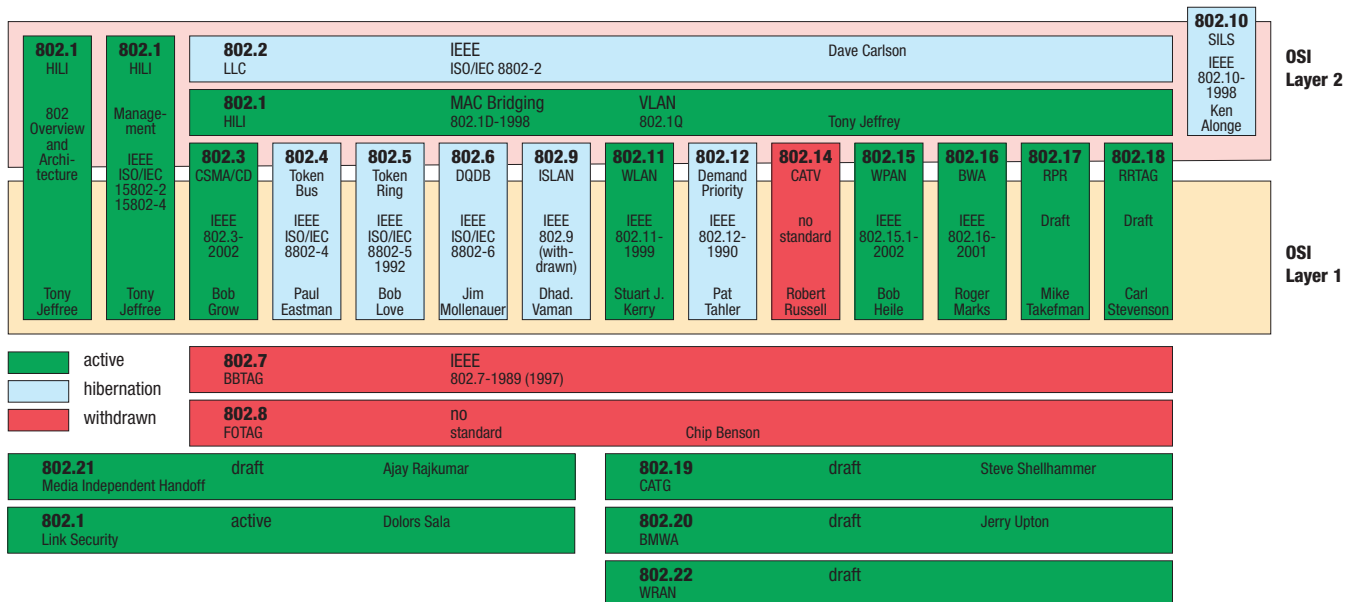 802.10
SILS
IEEE
802.10-
1998
Ken
Alonge
OSI
Layer 2
802.1
HILI
802
Overview
and
Archi-
tecture
Tony
Jeffree
802.1
HILI
Manage-
ment
IEEE
ISO/IEC
15802-2
15802-4
Tony
Jeffree
802.2 IEEE Dave Carlson
LLC ISO/IEC 8802-2
802.1 MAC Bridging VLAN
HILI 802.1D-1998 802.1Q Tony Jeffrey
802.3
CSMA/CD
IEEE
802.3-
2002
Bob
Grow
802.4
Token
Bus
IEEE
ISO/IEC
8802-4
Paul
Eastman
802.5
Token
Ring
IEEE
ISO/IEC
8802-5
1992
Bob
Love
802.6
DQDB
IEEE
ISO/IEC
8802-6
Jim
Mollenauer
802.9
ISLAN
IEEE
802.9
(with-
drawn)
Dhad.
Vaman
802.11
WLAN
IEEE
802.11-
1999
Stuart J.
Kerry
802.12
Demand
Priority
IEEE
802.12-
1990
Pat
Tahler
802.14
CATV
no
standard
Robert
Russell
802.15
WPAN
IEEE
802.15.1-
2002
Bob
Heile
802.16
BWA
IEEE
802.16-
2001
Roger
Marks
802.17
RPR
Draft
Mike
Takefman
802.18
RRTAG
Draft
Carl
Stevenson
OSI
Layer 1
active
hibernation
withdrawn
802.7 IEEE
BBTAG 802.7-1989 (1997)
802.8 no
FOTAG standard Chip Benson
802.21 draft Ajay Rajkumar
Media Independent Handoff
802.1 active Dolors Sala
Link Security
802.19 draft Steve Shellhammer
CATG
802.20 draft Jerry Upton
BMWA
802.22 draft
WRAN